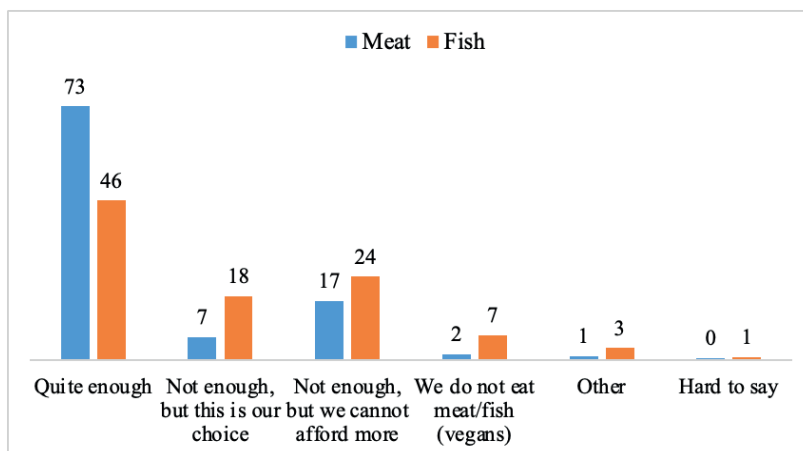 Meat Fish
73
46
7
18
17
24
2
7
1
3
0
1
Quite enough
Not enough,
but this is our
choice
Not enough,
but we cannot
afford more
We do not eat
meat/fish
(vegans)
Other
Hard to say